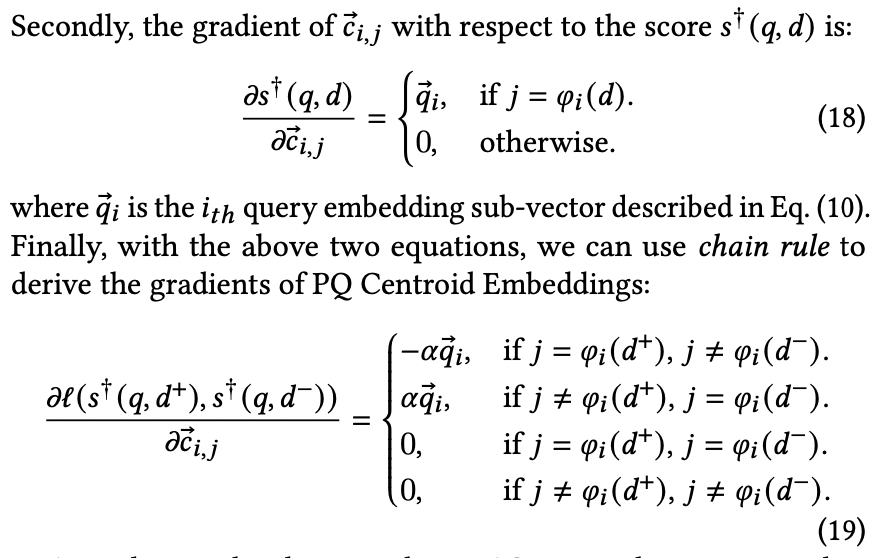 Secondly, the gradient of $\vec{c}_{i,j}$ with respect to the score $s^\dagger(q, d)$ is:
$$\frac{\partial s^\dagger(q, d)}{\partial \vec{c}_{i,j}} = \begin{cases} \vec{q}_i, & \text{if } j = \varphi_i(d). \\ 0, & \text{otherwise.} \end{cases} \quad (18)$$
where $\vec{q}_i$ is the $i_{th}$ query embedding sub-vector described in Eq. (10).
Finally, with the above two equations, we can use chain rule to
derive the gradients of PQ Centroid Embeddings:
$$\frac{\partial \ell(s^\dagger(q, d^+), s^\dagger(q, d^-))}{\partial \vec{c}_{i,j}} = \begin{cases} -\alpha \vec{q}_i, & \text{if } j = \varphi_i(d^+), j \neq \varphi_i(d^-). \\ \alpha \vec{q}_i, & \text{if } j \neq \varphi_i(d^+), j = \varphi_i(d^-). \\ 0, & \text{if } j = \varphi_i(d^+), j = \varphi_i(d^-). \\ 0, & \text{if } j \neq \varphi_i(d^+), j \neq \varphi_i(d^-). \end{cases} \quad (19)$$